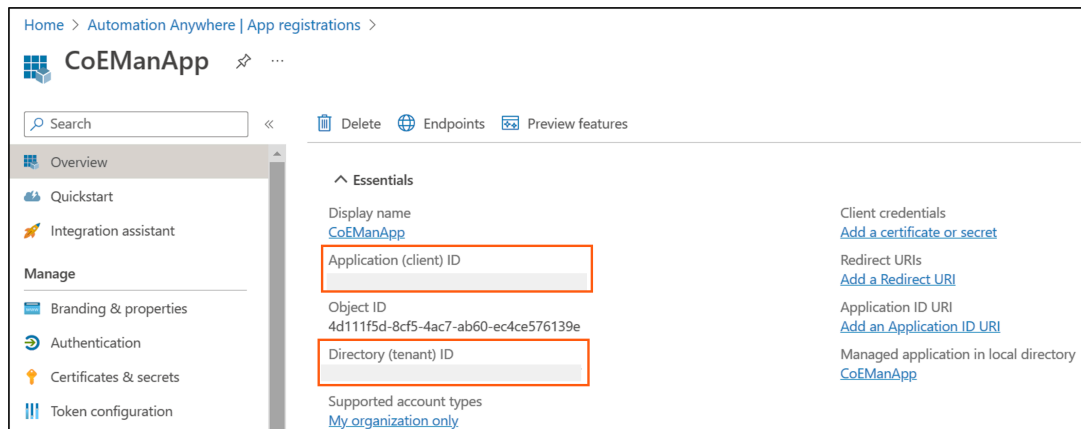 Home > Automation Anywhere | App registrations >
CoEManApp
Search
Overview
Quickstart
Integration assistant
Manage
Branding & properties
Authentication
Certificates & secrets
Token configuration
Delete
Endpoints
Preview features
Essentials
Display name
CoEManApp
Application (client) ID
Object ID
4d111f5d-8cf5-4ac7-ab60-ec4ce576139e
Directory (tenant) ID
Supported account types
My organization only
Client credentials
Add a certificate or secret
Redirect URIs
Add a Redirect URI
Application ID URI
Add an Application ID URI
Managed application in local directory
CoEManApp